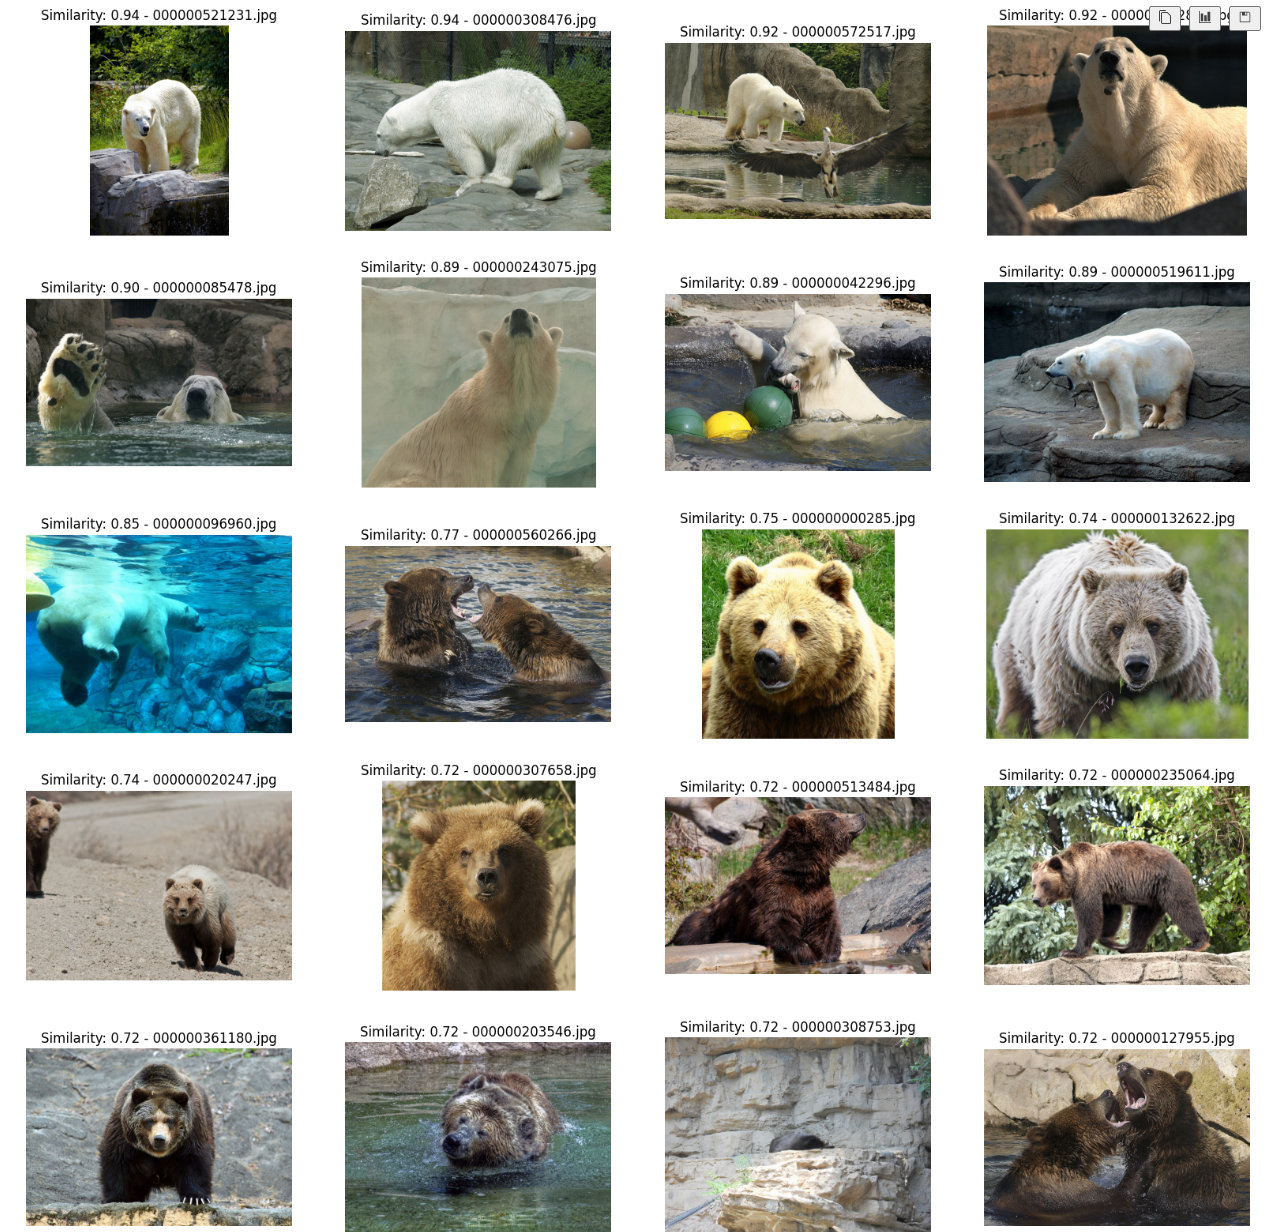 Similarity: 0.94 - 000000521231.jpg
Similarity: 0.94 - 000000308476.jpg
Similarity: 0.92 - 000000572517.jpg
Similarity: 0.92 -
Similarity: 0.90 - 000000085478.jpg
Similarity: 0.89 - 000000243075.jpg
Similarity: 0.89 - 000000042296.jpg
Similarity: 0.89 - 000000519611.jpg
Similarity: 0.85 - 000000096960.jpg
Similarity: 0.77 - 000000560266.jpg
Similarity: 0.75 - 000000000285.jpg
Similarity: 0.74 - 000000132622.jpg
Similarity: 0.74 - 000000020247.jpg
Similarity: 0.72 - 000000307658.jpg
Similarity: 0.72 - 000000513484.jpg
Similarity: 0.72 - 000000235064.jpg
Similarity: 0.72 - 000000361180.jpg
Similarity: 0.72 - 000000203546.jpg
Similarity: 0.72 - 000000308753.jpg
Similarity: 0.72 - 000000127955.jpg